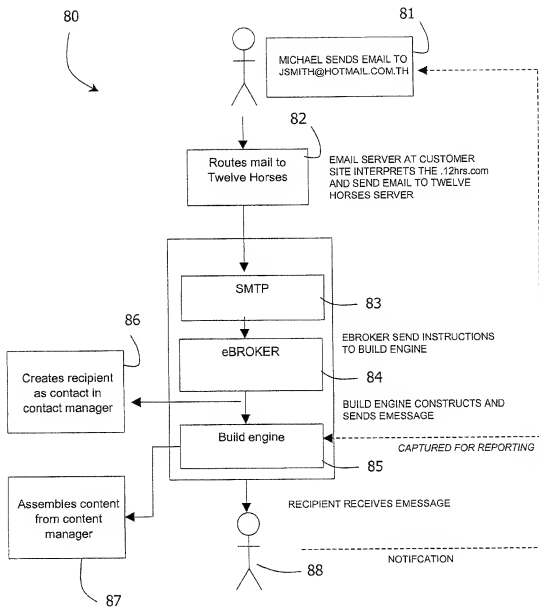 80
81
MICHAEL SENDS EMAIL TO
JSMITH@HOTMAIL.COM.TH
82
Routes mail to
Twelve Horses
EMAIL SERVER AT CUSTOMER
SITE INTERPRETS THE .12hrs.com
AND SEND EMAIL TO TWELVE
HORSES SERVER
SMTP
83
86
EBROKER SEND INSTRUCTIONS
TO BUILD ENGINE
eBROKER
84
Creates recipient
as contact in
contact manager
BUILD ENGINE CONSTRUCTS AND
SENDS EMESSAGE
Build engine
85
CAPTURED FOR REPORTING
Assembles content
from content
manager
RECIPIENT RECEIVES EMESSAGE
87
88
NOTIFCATION